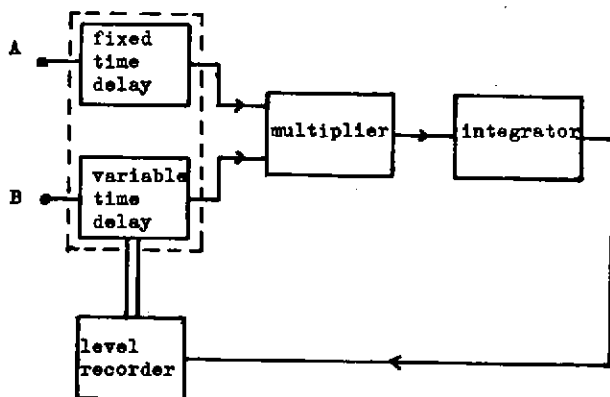 A
fixed
time
delay
multiplier
integrator
B
variable
time
delay
level
recorder